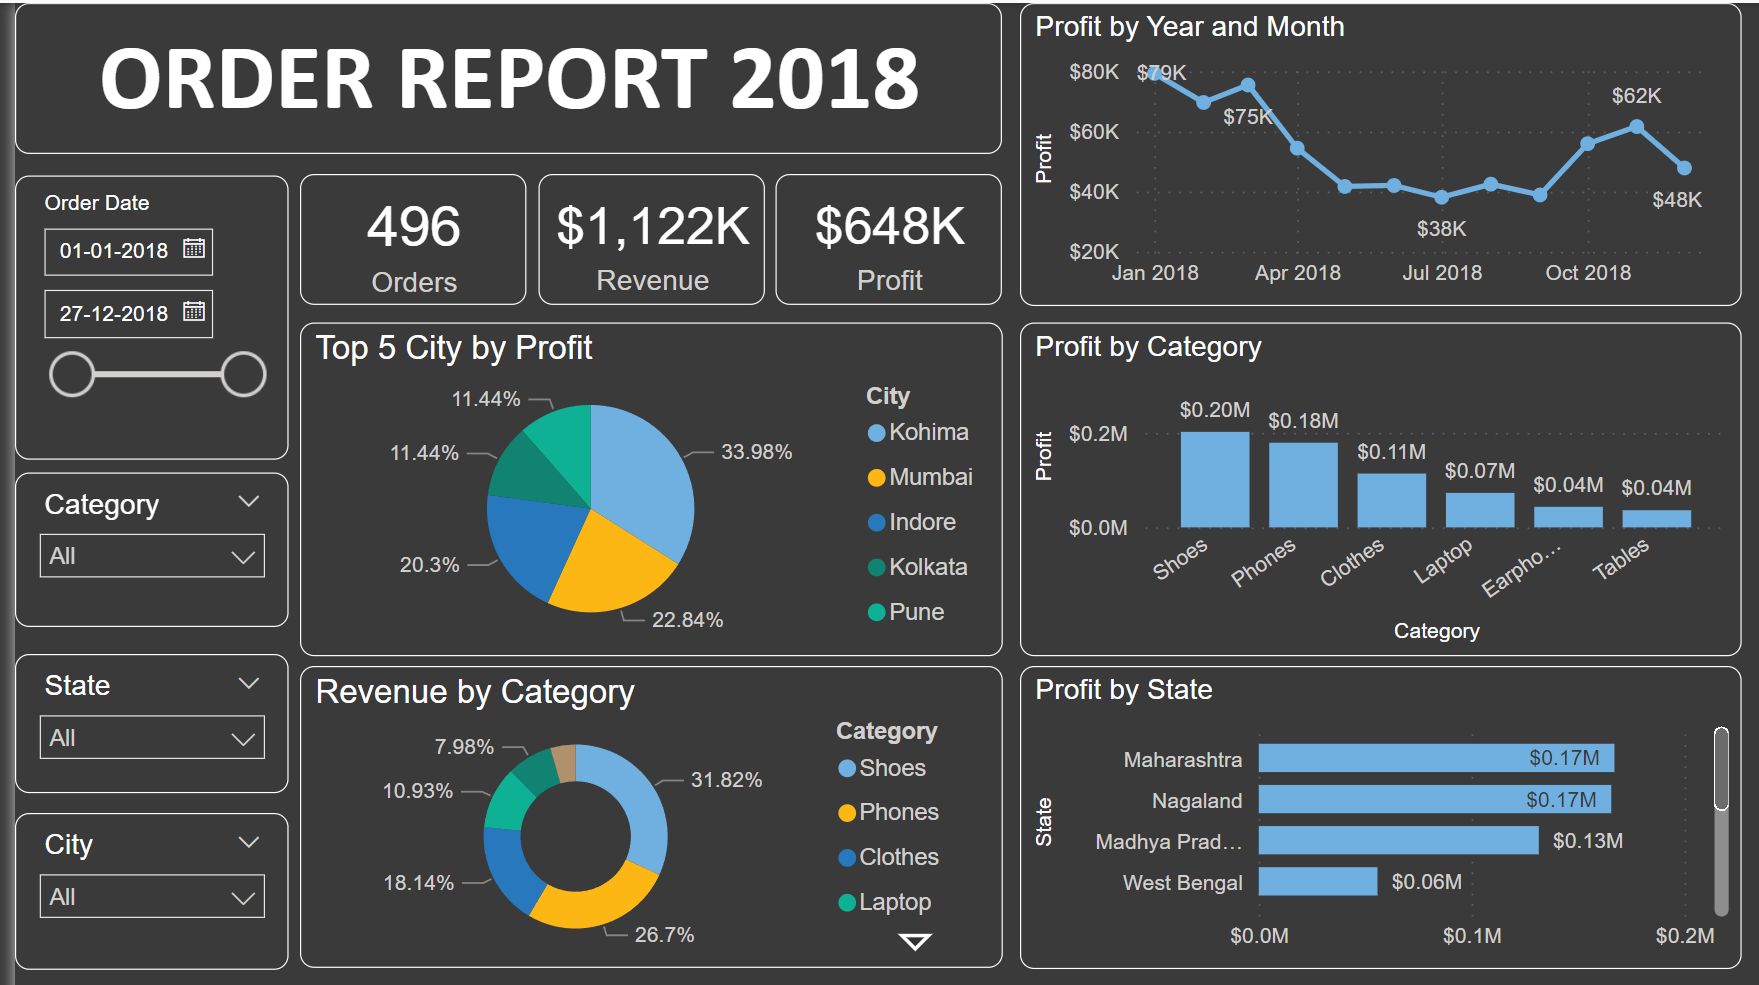 ORDER REPORT 2018
Order Date
01-01-2018
27-12-2018
Category
All
State
All
City
All
496
Orders
$1,122K
Revenue
$648K
Profit
Top 5 City by Profit
11.44%
11.44%
20.3%
33.98%
22.84%
City
Kohima
Mumbai
Indore
Kolkata
Pune
Revenue by Category
7.98%
10.93%
18.14%
31.82%
26.7%
Category
Shoes
Phones
Clothes
Laptop
Profit by Year and Month
Profit
$80K
$60K
$40K
$20K
$79K
$75K
$38K
$62K
$48K
Jan 2018 Apr 2018 Jul 2018 Oct 2018
Profit by Category
Profit
$0.2M
$0.0M
$0.20M
$0.18M
$0.11M
$0.07M
$0.04M
$0.04M
Shoes
Phones
Clothes
Laptop
Earpho...
Tables
Category
Profit by State
State
Maharashtra $0.17M
Nagaland $0.17M
Madhya Prad... $0.13M
West Bengal $0.06M
$0.0M $0.1M $0.2M